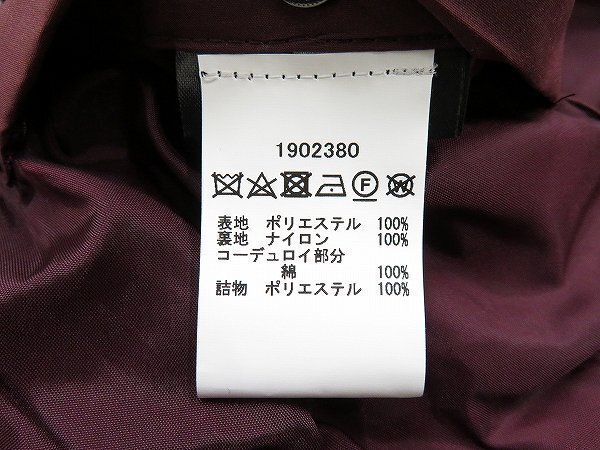 1902380
F W
表地 ポリエステル 100%
裏地 ナイロン 100%
コーデュロイ部分
綿 100%
詰物 ポリエステル 100%